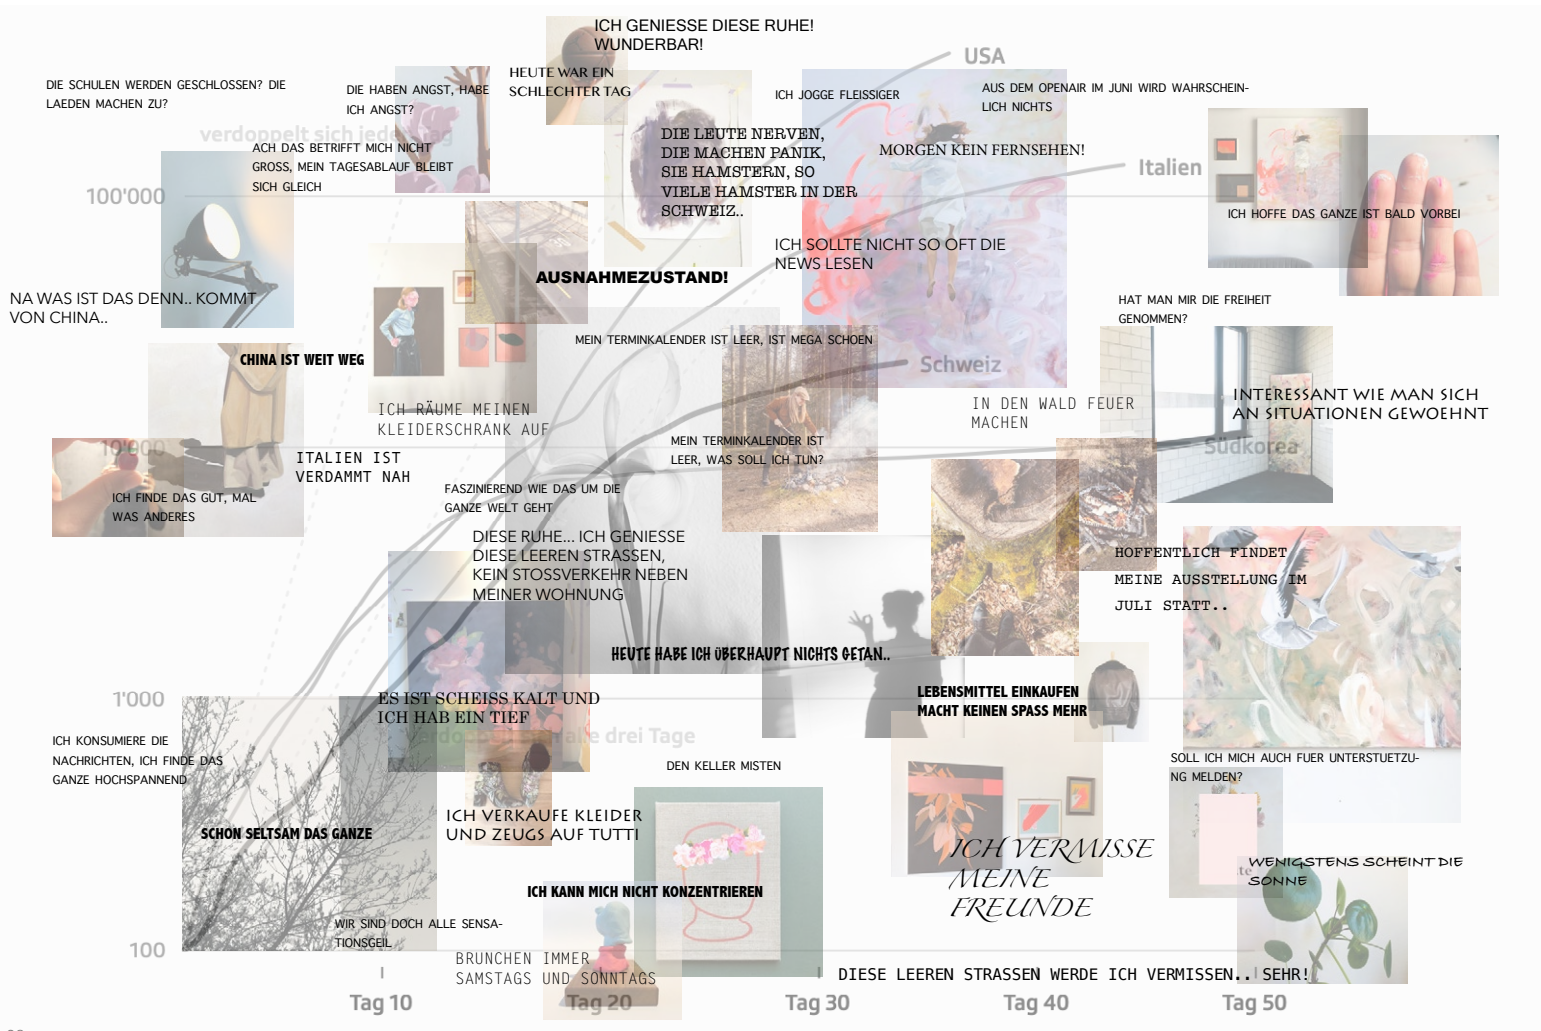 ICH GENIESSE DIESE RUHE!
WUNDERBAR!
USA
HEUTE WAR EIN
SCHLECHTER TAG
DIE SCHULEN WERDEN GESCHLOSSEN? DIE
LAEDEN MACHEN ZU?
DIE HABEN ANGST, HABE
ICH ANGST?
ICH JOGGE FLEISSIGER
AUS DEM OPENAIR IM JUNI WIRD WAHRSCHEIN-
LICH NICHTS
verdoppelt sich jeden Tag
ACH DAS BETRIFFT MICH NICHT
GROSS, MEIN TAGESABLAUF BLEIBT
SICH GLEICH
DIE LEUTE NERVEN,
DIE MACHEN PANIK,
SIE HAMSTERN, SO
VIELE HAMSTER IN DER
SCHWEIZ..
MORGEN KEIN FERNSEHEN!
Italien
100'000
ICH HOFFE DAS GANZE IST BALD VORBEI
ICH SOLLTE NICHT SO OFT DIE
NEWS LESEN
AUSNAHMEZUSTAND!
NA WAS IST DAS DENN.. KOMMT
VON CHINA..
HAT MAN MIR DIE FREIHEIT
GENOMMEN?
MEIN TERMINKALENDER IST LEER, IST MEGA SCHOEN
CHINA IST WEIT WEG
Schweiz
ICH RÄUME MEINEN
KLEIDERSCHRANK AUF
IN DEN WALD FEUER
MACHEN
INTERESSANT WIE MAN SICH
AN SITUATIONEN GEWOEHNT
10'000
MEIN TERMINKALENDER IST
LEER, WAS SOLL ICH TUN?
Südkorea
ITALIEN IST
VERDAMMT NAH
ICH FINDE DAS GUT, MAL
WAS ANDERES
FASZINIEREND WIE DAS UM DIE
GANZE WELT GEHT
DIESE RUHE... ICH GENIESSE
DIESE LEEREN STRASSEN,
KEIN STOSSVERKEHR NEBEN
MEINER WOHNUNG
HOFFENTLICH FINDET
MEINE AUSSTELLUNG IM
JULI STATT..
HEUTE HABE ICH ÜBERHAUPT NICHTS GETAN..
1'000
ES IST SCHEISS KALT UND
ICH HAB EIN TIEF
LEBENSMITTEL EINKAUFEN
MACHT KEINEN SPASS MEHR
verdoppelt sich alle drei Tage
ICH KONSUMIERE DIE
NACHRICHTEN, ICH FINDE DAS
GANZE HOCHSPANNEND
DEN KELLER MISTEN
SOLL ICH MICH AUCH FUER UNTERSTUETZU-
NG MELDEN?
SCHON SELTSAM DAS GANZE
ICH VERKAUFE KLEIDER
UND ZEUGS AUF TUTTI
ICH VERMISSE
MEINE
FREUNDE
WENIGSTENS SCHEINT DIE
SONNE
ICH KANN MICH NICHT KONZENTRIEREN
WIR SIND DOCH ALLE SENSA-
TIONSGEIL
100
BRUNCHEN IMMER
SAMSTAGS UND SONNTAGS
DIESE LEEREN STRASSEN WERDE ICH VERMISSEN.. SEHR!
Tag 10
Tag 20
Tag 30
Tag 40
Tag 50